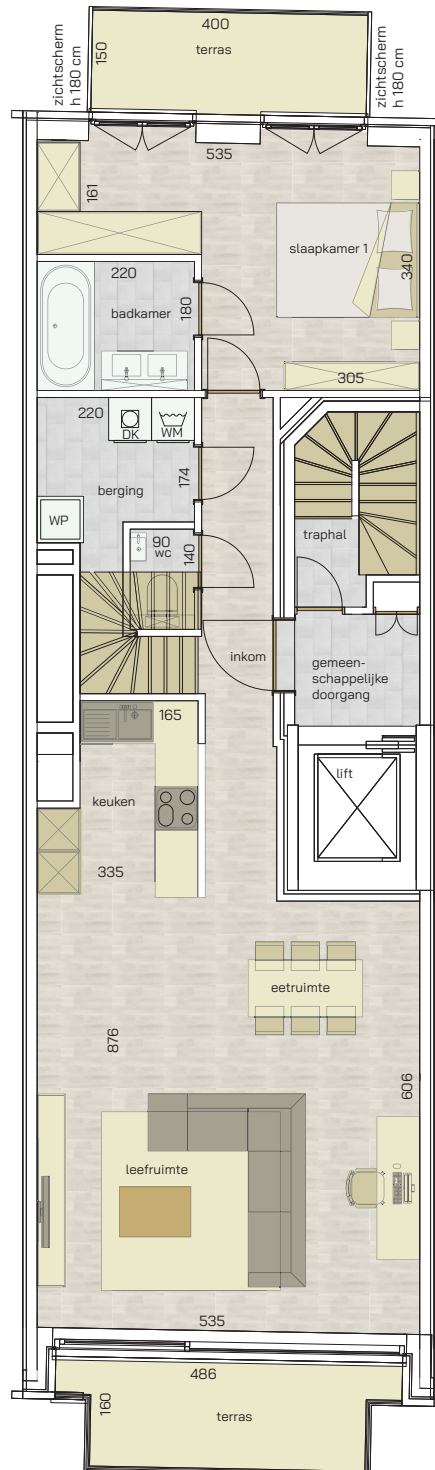 400
150
terras
zichtscherm
h 180 cm
zichtscherm
h 180 cm
535
161
slaapkamer 1
340
220
badkamer
180
305
220
DK
WM
174
berging
WP
90
wc
140
traphal
inkom
gemeen-
schappelijke
doorgang
165
lift
keuken
335
eetruimte
876
606
leefruimte
535
486
160
terras